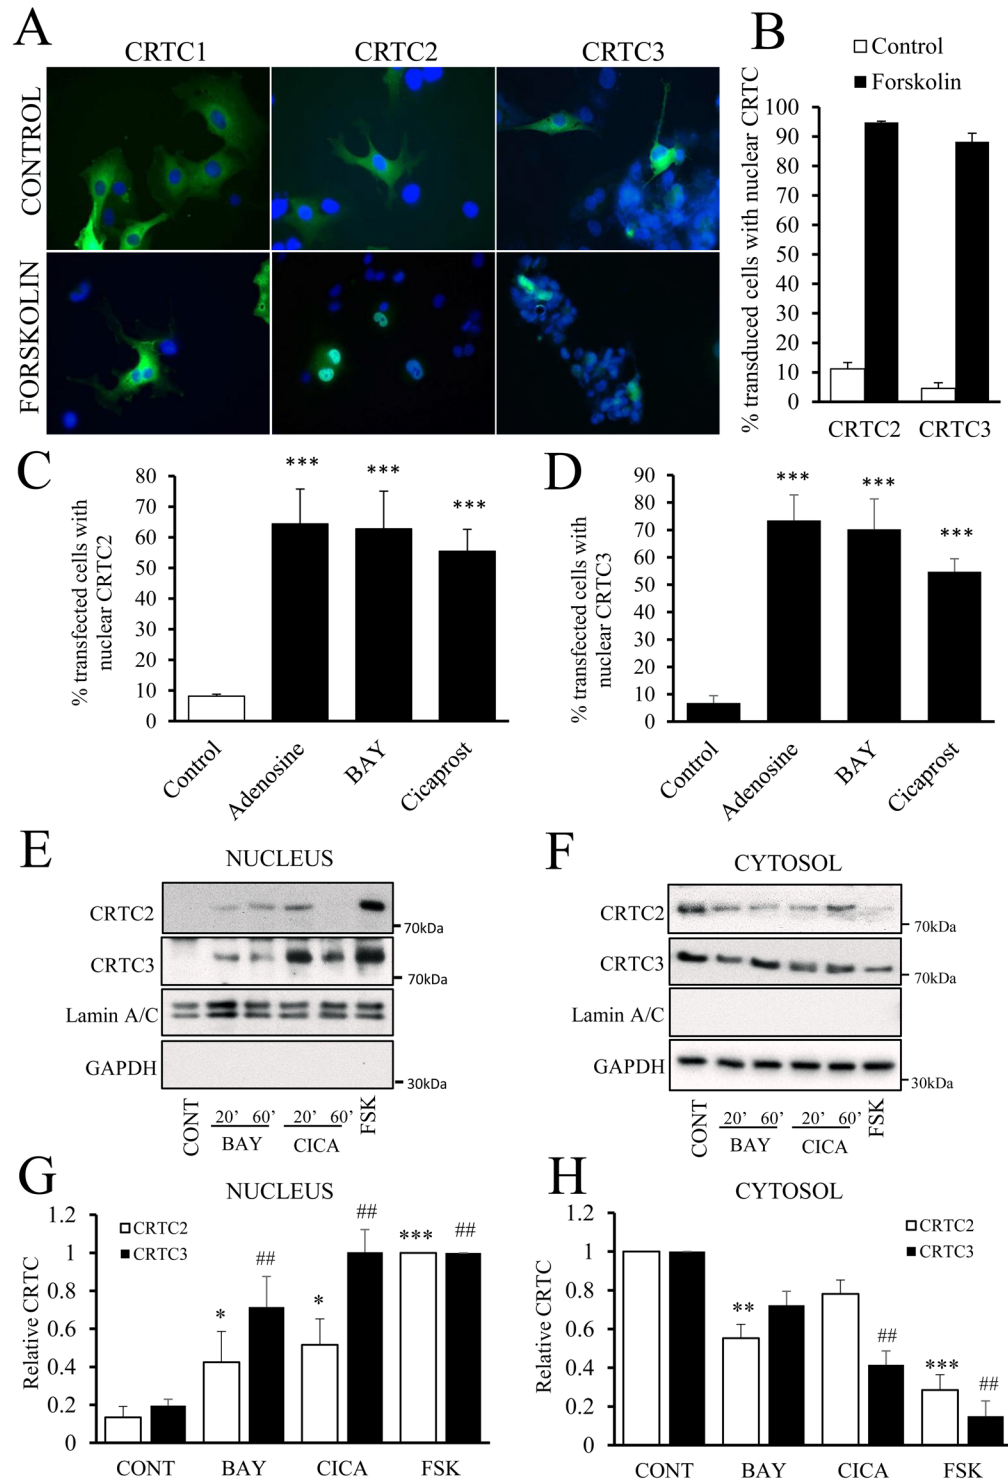 A
CRTC1 CRTC2 CRTC3
CONTROL
FORSKOLIN
B
Control
Forskolin
% transduced cells with nuclear CRTC
100
90
80
70
60
50
40
30
20
10
0
CRTC2 CRTC3
C
% transfected cells with
nuclear CRTC2
80
70
60
50
40
30
20
10
0
*** *** ***
Control Adenosine BAY Cicaprost
D
% transfected cells with
nuclear CRTC3
90
80
70
60
50
40
30
20
10
0
*** *** ***
Control Adenosine BAY Cicaprost
E
NUCLEUS
CRTC2
70kDa
CRTC3
70kDa
Lamin A/C
GAPDH
30kDa
CONT 20’ 60’ 20’ 60’ FSK
BAY CICA
F
CYTOSOL
CRTC2
70kDa
CRTC3
70kDa
Lamin A/C
GAPDH
30kDa
CONT 20’ 60’ 20’ 60’ FSK
BAY CICA
G
NUCLEUS
Relative CRTC
1.2
1
0.8
0.6
0.4
0.2
0
CRTC2
CRTC3
* ## * ## *** ##
CONT BAY CICA FSK
H
CYTOSOL
Relative CRTC
1.2
1
0.8
0.6
0.4
0.2
0
CRTC2
CRTC3
** ## *** ##
CONT BAY CICA FSK